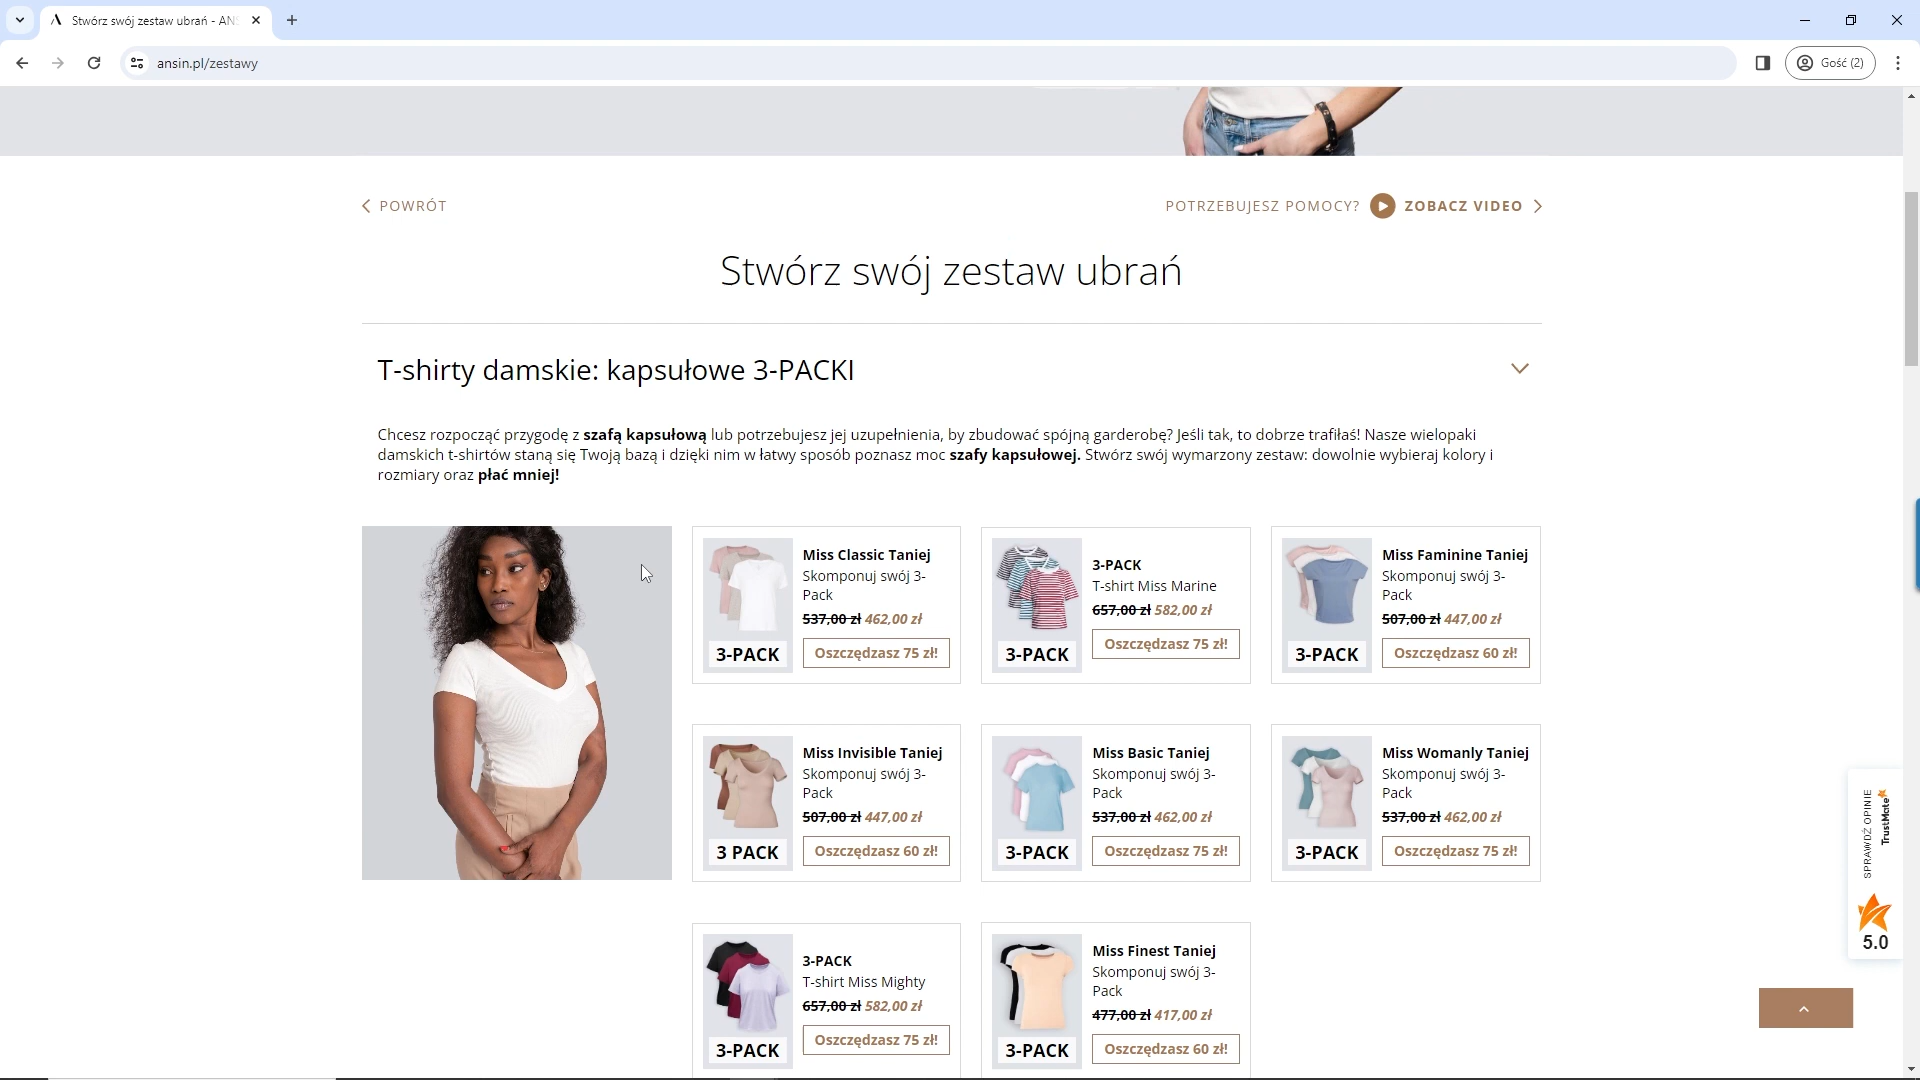 Stwórz swój zestaw ubrań - AN
ansin.pl/zestawy
Gość (2)
POWRÓT
POTRZEBUJESZ POMOCY? ZOBACZ VIDEO
Stwórz swój zestaw ubrań
T-shirty damskie: kapsułowe 3-PACKI
Chcesz rozpocząć przygodę z szafą kapsułową lub potrzebujesz jej uzupełnienia, by zbudować spójną garderobę? Jeśli tak, to dobrze trafiłaś! Nasze wielopaki
damskich t-shirtów staną się Twoją bazą i dzięki nim w łatwy sposób poznasz moc szafy kapsułowej. Stwórz swój wymarzony zestaw: dowolnie wybieraj kolory i
rozmiary oraz płać mniej!
Miss Classic Taniej
Skomponuj swój 3-
Pack
537,00 zł 462,00 zł
Oszczędzasz 75 zł!
3-PACK
3-PACK
T-shirt Miss Marine
657,00 zł 582,00 zł
Oszczędzasz 75 zł!
3-PACK
Miss Faminine Taniej
Skomponuj swój 3-
Pack
507,00 zł 447,00 zł
Oszczędzasz 60 zł!
3-PACK
Miss Invisible Taniej
Skomponuj swój 3-
Pack
507,00 zł 447,00 zł
Oszczędzasz 60 zł!
3 PACK
Miss Basic Taniej
Skomponuj swój 3-
Pack
537,00 zł 462,00 zł
Oszczędzasz 75 zł!
3-PACK
Miss Womanly Taniej
Skomponuj swój 3-
Pack
537,00 zł 462,00 zł
Oszczędzasz 75 zł!
3-PACK
3-PACK
T-shirt Miss Mighty
657,00 zł 582,00 zł
Oszczędzasz 75 zł!
3-PACK
Miss Finest Taniej
Skomponuj swój 3-
Pack
477,00 zł 417,00 zł
Oszczędzasz 60 zł!
3-PACK
SPRAWDŹ OPINIE
TrustMate
5.0